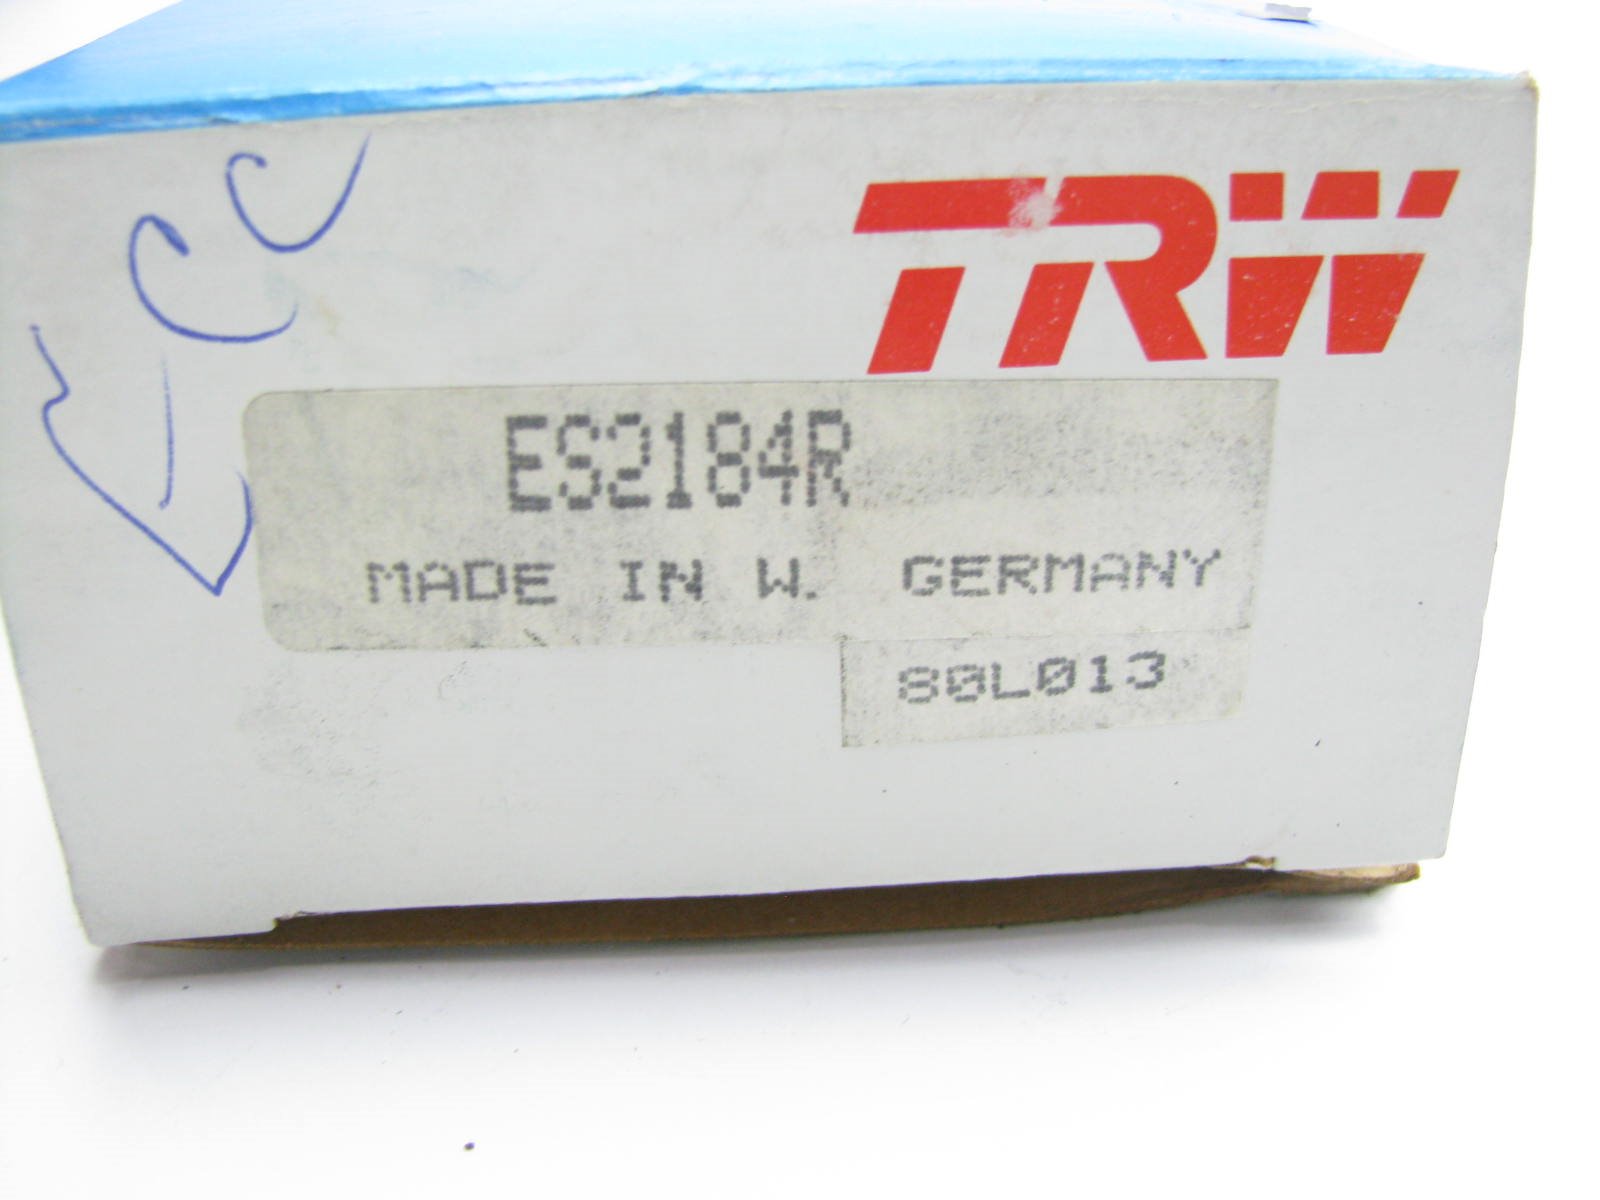 TRW
ES2184R
MADE IN W. GERMANY
80L013